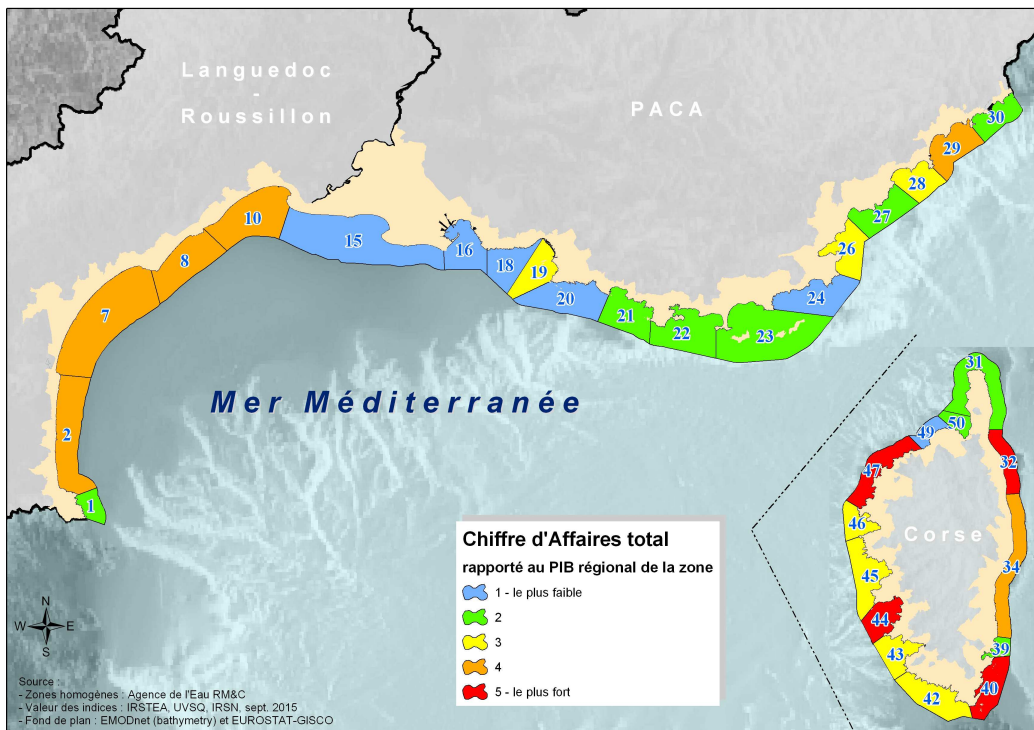 Languedoc
-
Roussillon
PACA
30
29
28
27
26
24
23
22
21
20
19
18
16
15
10
8
7
2
1
Mer Méditerranée
31
50
49
32
47
46
Corse
34
45
44
39
43
40
42
Chiffre d'Affaires total
rapporté au PIB régional de la zone
1 - le plus faible
2
3
4
5 - le plus fort
N
W E
S
Source :
- Zones homogènes : Agence de l'Eau RM&C
- Valeur des indices : IRSTEA, UVSQ, IRSN, sept. 2015
- Fond de plan : EMODnet (bathymetry) et EUROSTAT-GISCO